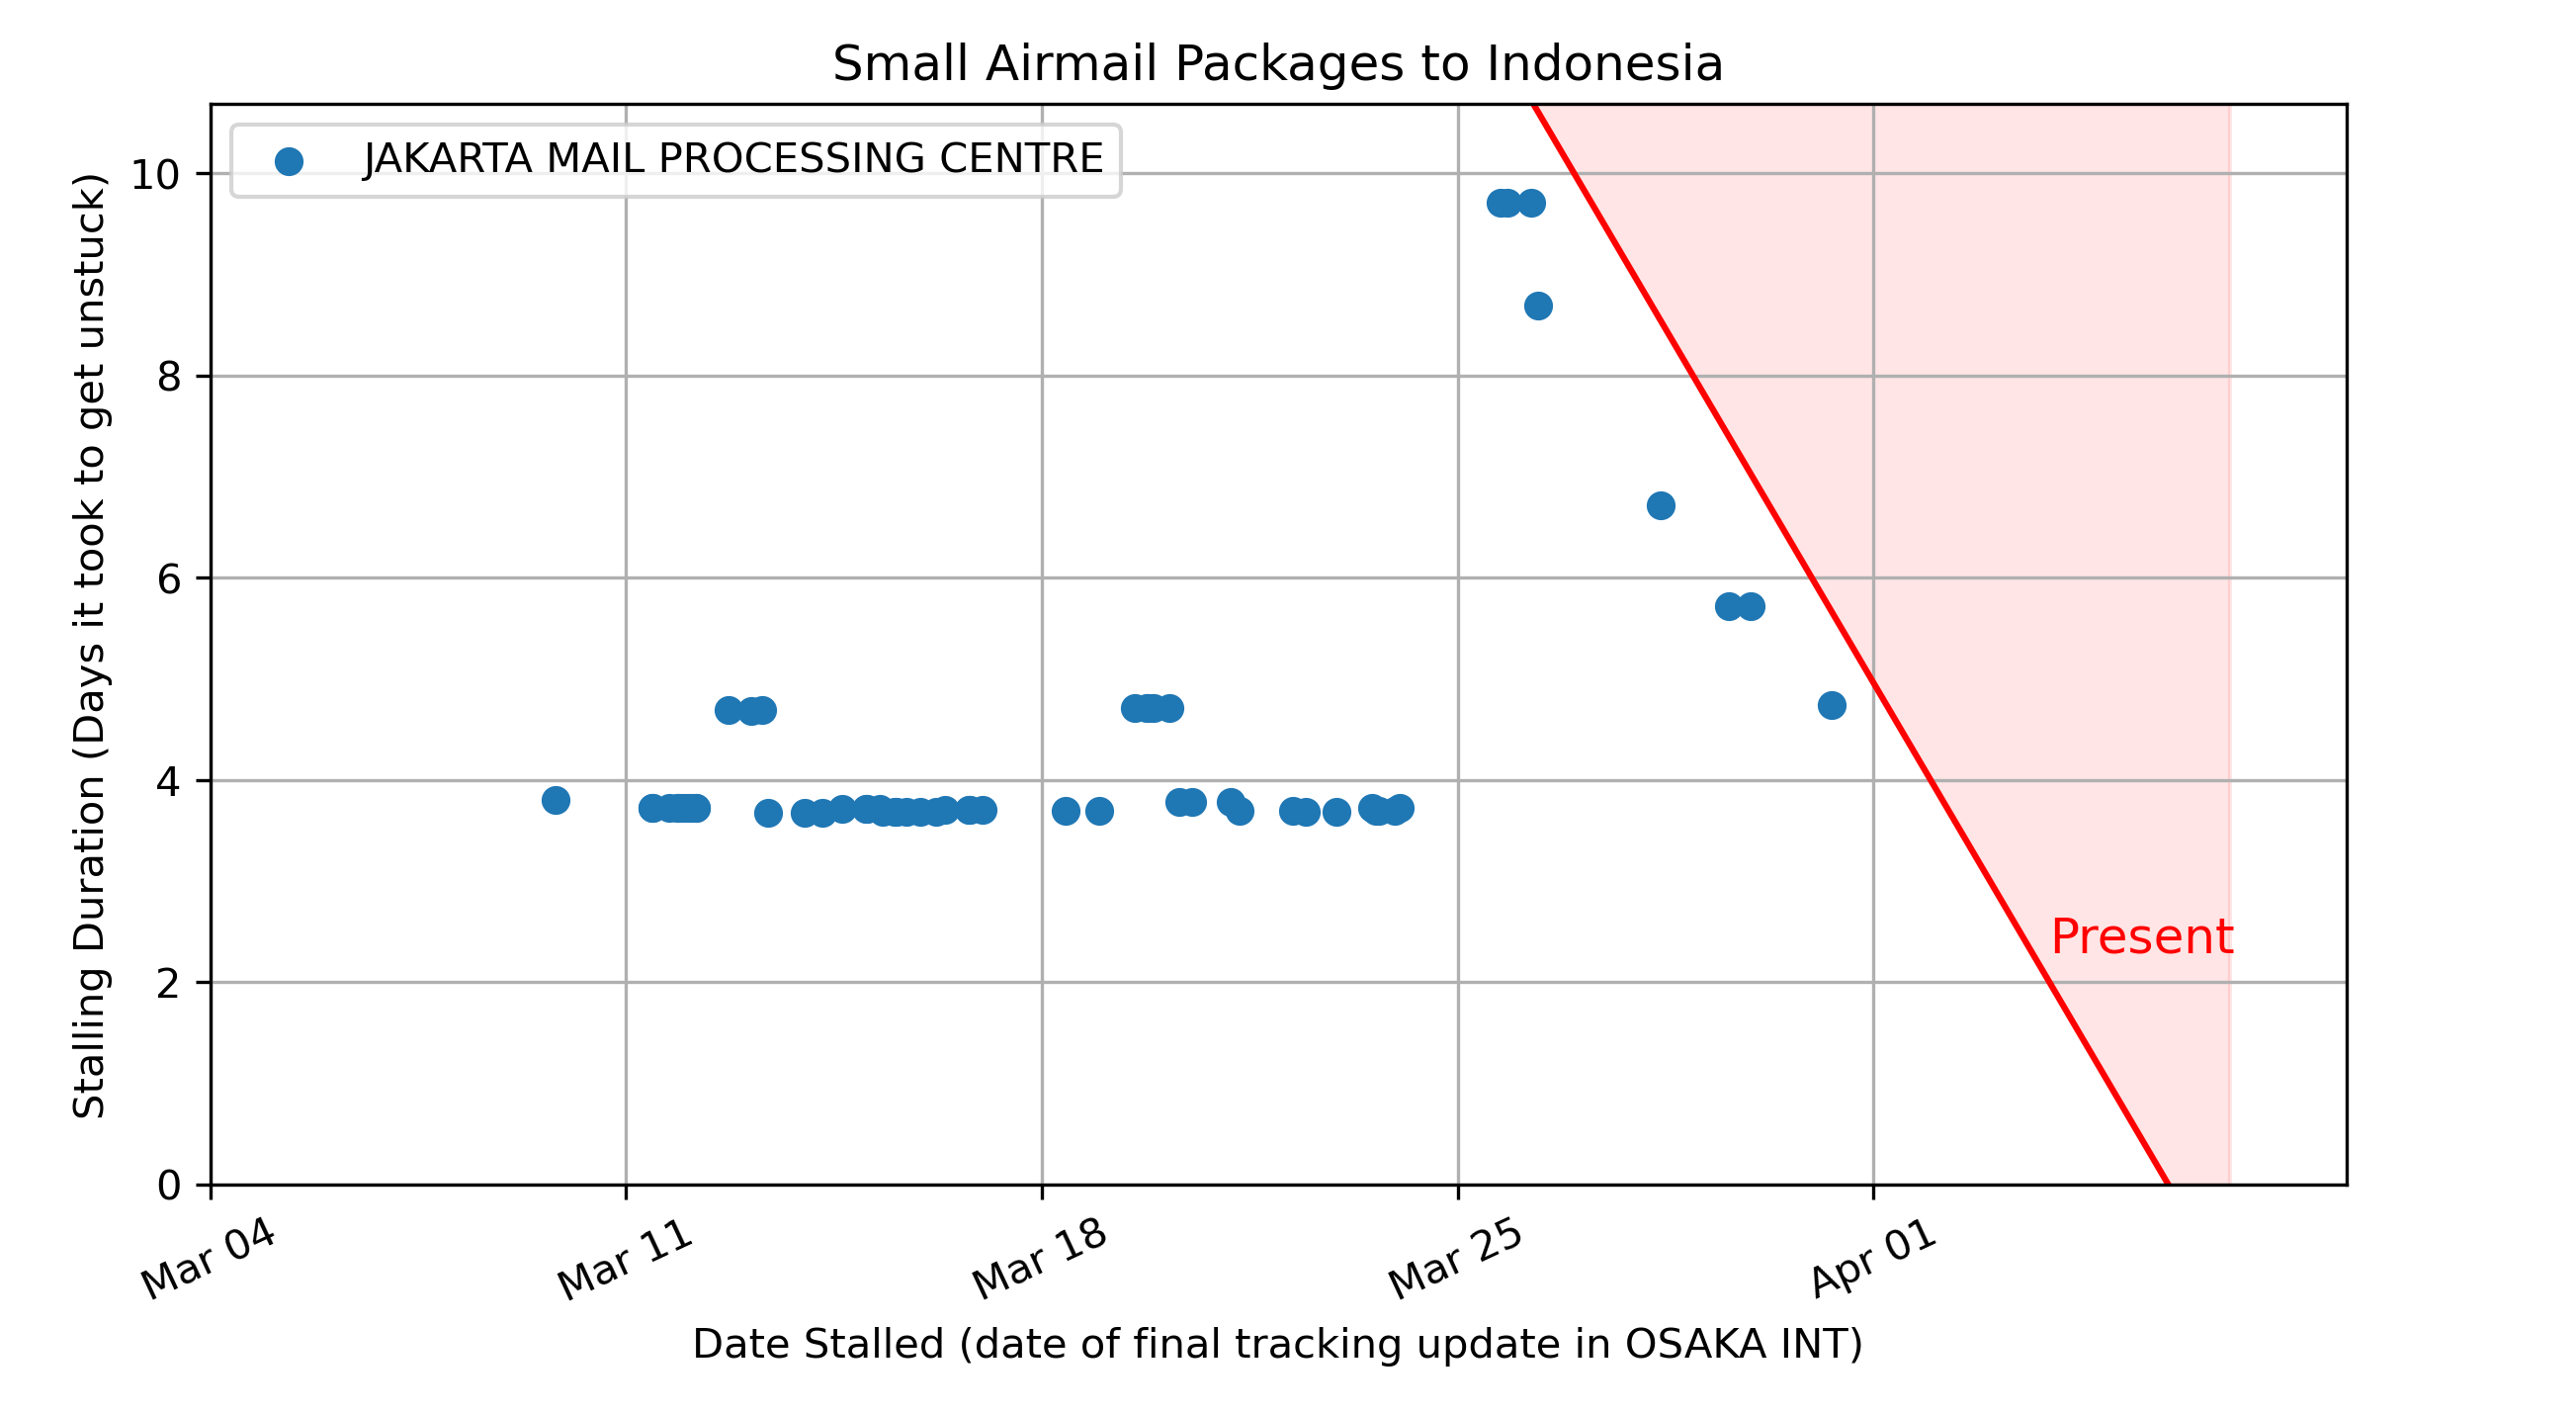 Small Airmail Packages to Indonesia
JAKARTA MAIL PROCESSING CENTRE
Stalling Duration (Days it took to get unstuck)
10
8
6
4
2
0
Present
Mar 04
Mar 11
Mar 18
Mar 25
Apr 01
Date Stalled (date of final tracking update in OSAKA INT)